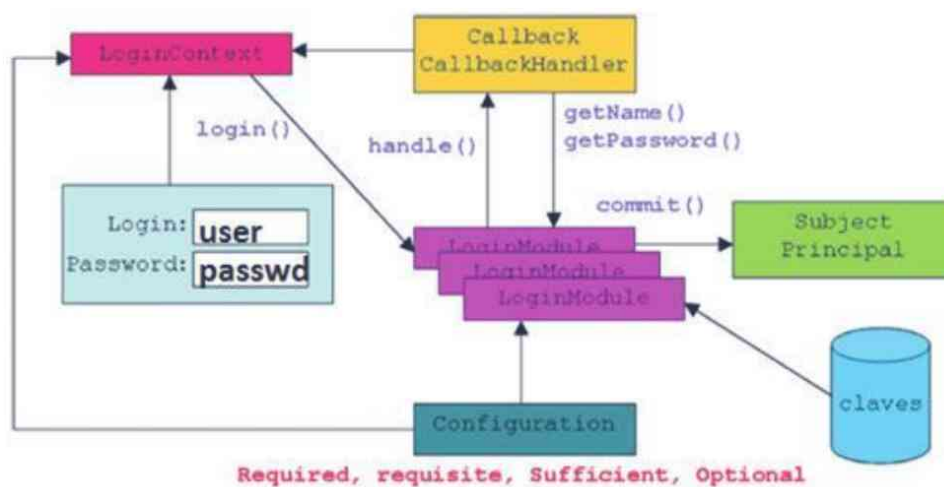 LoginContext
Callback
CallbackHandler
login()
handle()
getName()
getPassword()
Login: user
Password: passwd
commit()
Subject
Principal
LoginModule
LoginModule
LoginModule
claves
Configuration
Required, requisite, Sufficient, Optional